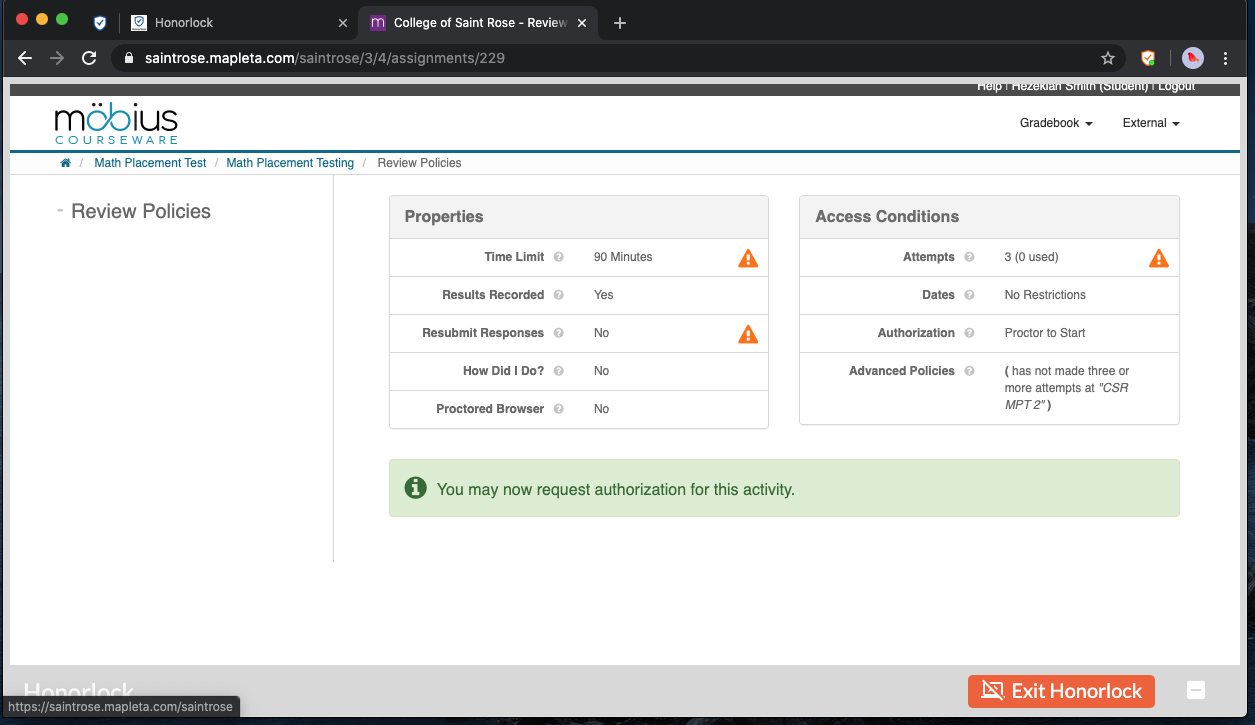 Honorlock
College of Saint Rose - Review
saintrose.mapleta.com/saintrose/3/4/assignments/229
Help | Hezekiah Smith (Student) | Logout
möbius
COURSEWARE
Gradebook
External
/ Math Placement Test / Math Placement Testing / Review Policies
- Review Policies
Properties
Time Limit ? 90 Minutes
Results Recorded ? Yes
Resubmit Responses ? No
How Did I Do? ? No
Proctored Browser ? No
Access Conditions
Attempts ? 3 (0 used)
Dates ? No Restrictions
Authorization ? Proctor to Start
Advanced Policies ? ( has not made three or
more attempts at "CSR
MPT 2" )
You may now request authorization for this activity.
Honorlock
Exit Honorlock
https://saintrose.mapleta.com/saintrose